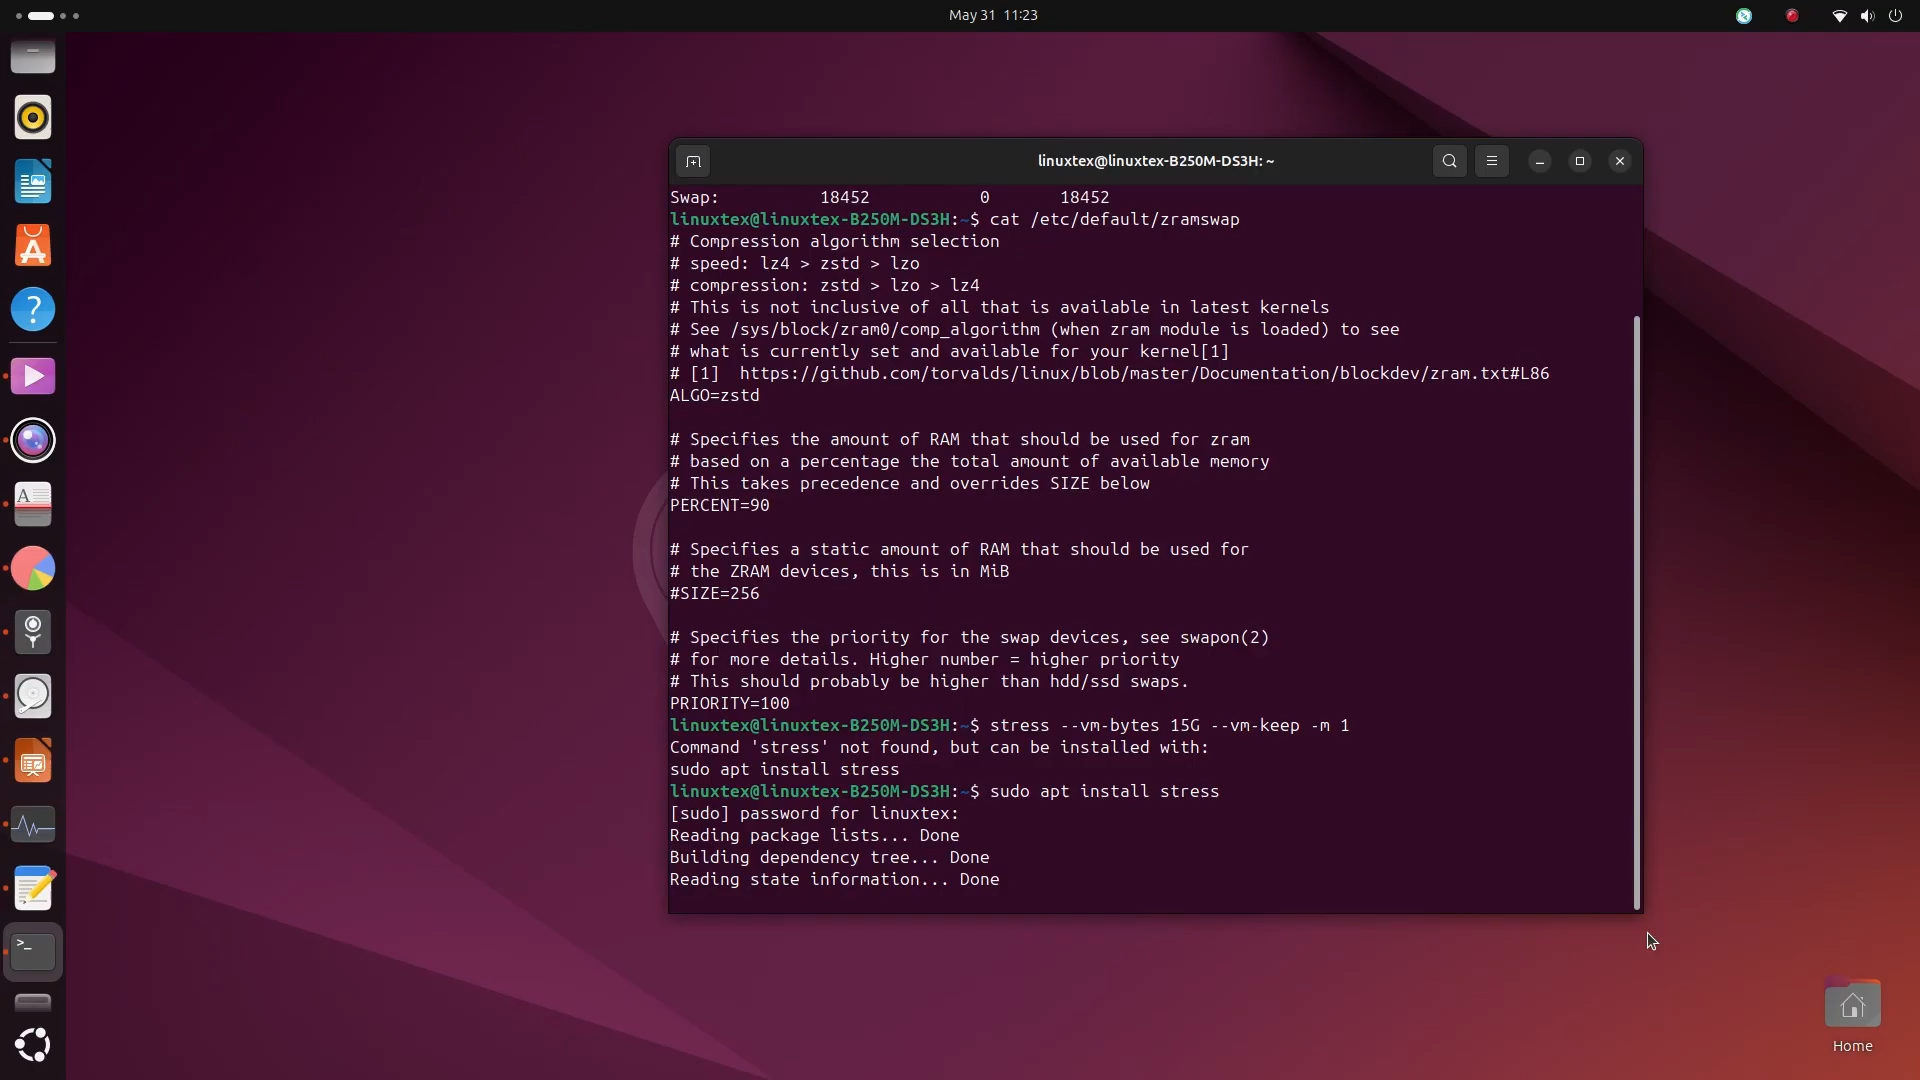 May 31 11:23
linuxtex@linuxtex-B250M-DS3H: ~
Swap: 18452 0 18452
linuxtex@linuxtex-B250M-DS3H:~$ cat /etc/default/zramswap
# Compression algorithm selection
# speed: lz4 > zstd > lzo
# compression: zstd > lzo > lz4
# This is not inclusive of all that is available in latest kernels
# See /sys/block/zram0/comp_algorithm (when zram module is loaded) to see
# what is currently set and available for your kernel[1]
# [1]  https://github.com/torvalds/linux/blob/master/Documentation/blockdev/zram.txt#L86
ALGO=zstd
# Specifies the amount of RAM that should be used for zram
# based on a percentage the total amount of available memory
# This takes precedence and overrides SIZE below
PERCENT=90
# Specifies a static amount of RAM that should be used for
# the ZRAM devices, this is in MiB
#SIZE=256
# Specifies the priority for the swap devices, see swapon(2)
# for more details. Higher number = higher priority
# This should probably be higher than hdd/ssd swaps.
PRIORITY=100
linuxtex@linuxtex-B250M-DS3H:~$ stress --vm-bytes 15G --vm-keep -m 1
Command 'stress' not found, but can be installed with:
sudo apt install stress
linuxtex@linuxtex-B250M-DS3H:~$ sudo apt install stress
[sudo] password for linuxtex:
Reading package lists... Done
Building dependency tree... Done
Reading state information... Done
Home